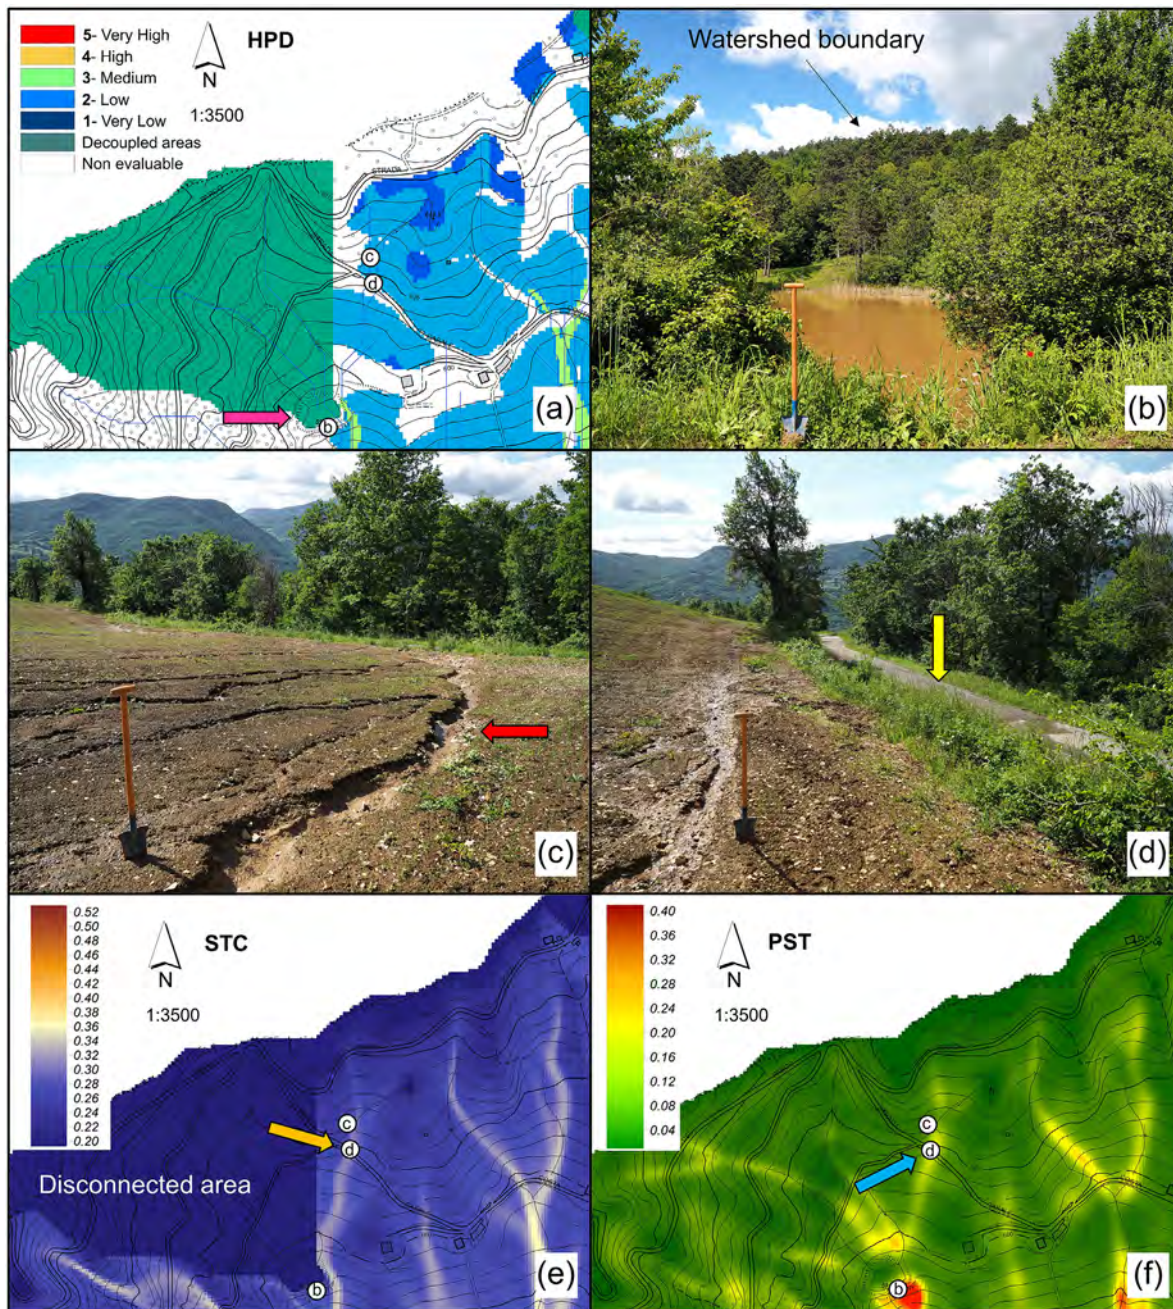 5- Very High
4- High
3- Medium
2- Low
1- Very Low
Decoupled areas
Non evaluable
HPD
N
1:3500
STRADA
c
d
b
(a)
Watershed boundary
(b)
(c)
(d)
0.52
0.50
0.48
0.46
0.44
0.42
0.40
0.38
0.36
0.34
0.32
0.30
0.28
0.26
0.24
0.22
0.20
STC
N
1:3500
c
d
Disconnected area
b
(e)
0.40
0.36
0.32
0.28
0.24
0.20
0.16
0.12
0.08
0.04
PST
N
1:3500
c
d
b
(f)